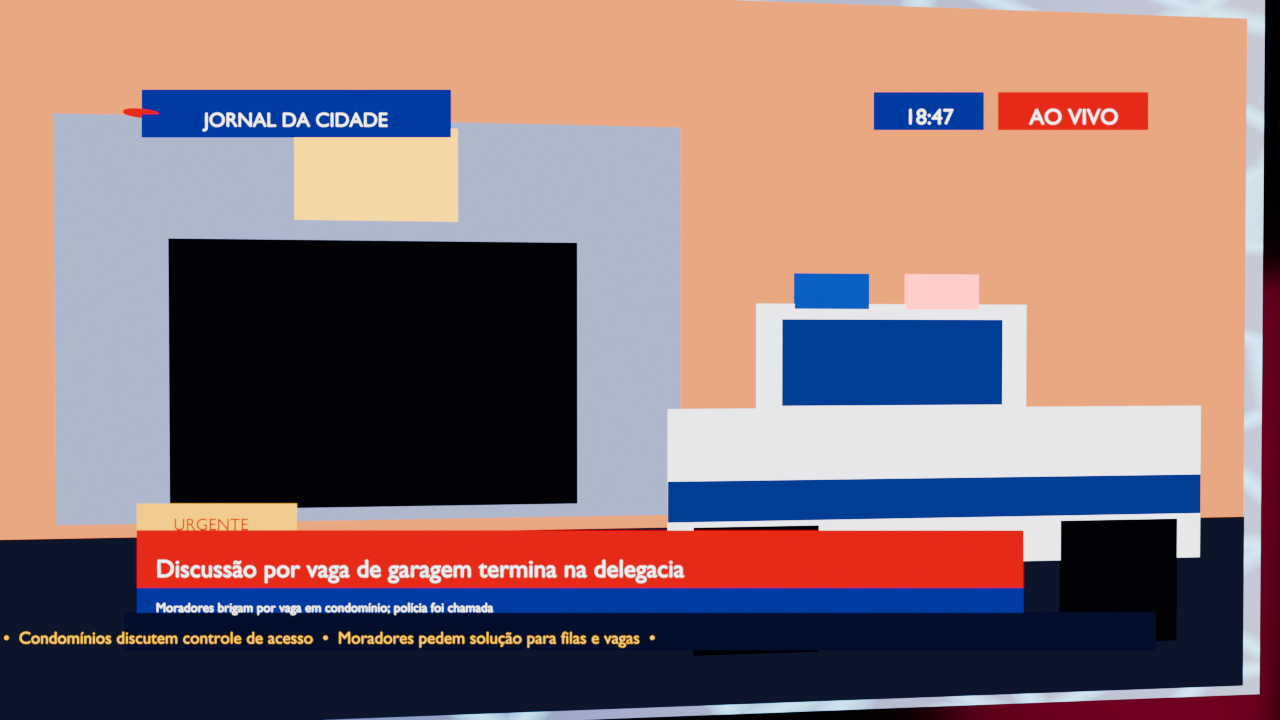 JORNAL DA CIDADE
18:47
AO VIVO
URGENTE
Discussão por vaga de garagem termina na delegacia
Moradores brigam por vaga em condomínio; polícia foi chamada
• Condomínios discutem controle de acesso • Moradores pedem solução para filas e vagas •